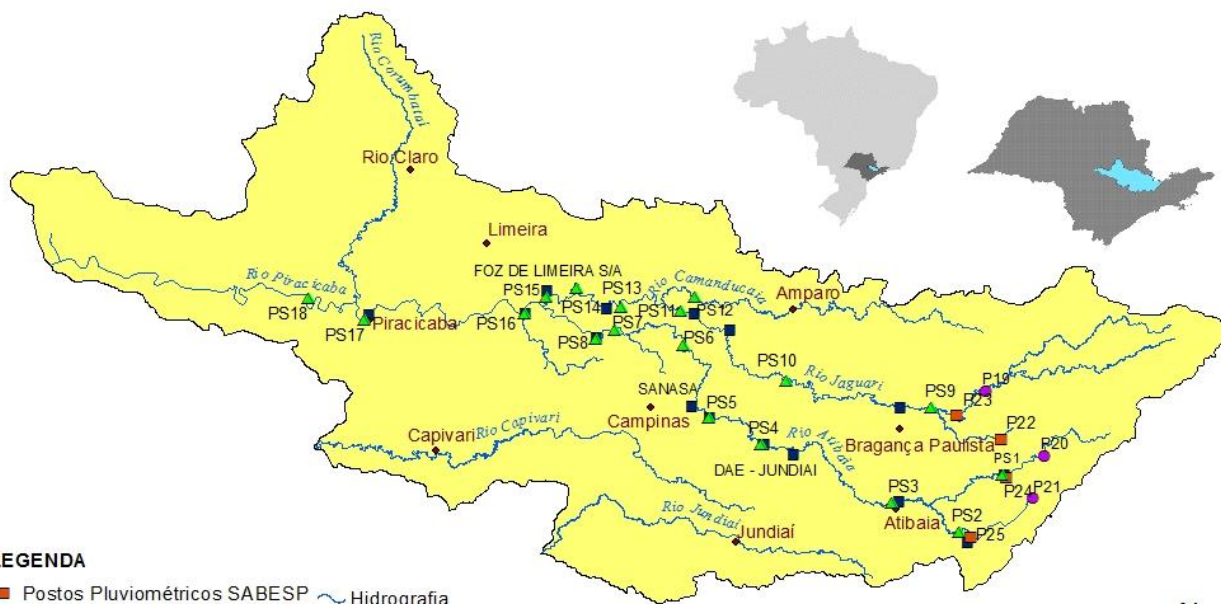 Rio Corumbataí
Rio Claro
Limeira
FOZ DE LIMEIRA S/A
Rio Camanducaia
Rio Piracicaba
PS15
PS13
Amparo
PS18
PS14
PS11
PS12
PS16
PS7
PS17
Piracicaba
PS8
PS6
PS10
Rio Jaguari
P19
SANASA
PS9
P23
PS5
Campinas
P22
Rio Capivari
PS4
Rio Atibaia
Bragança Paulista
P20
Capivari
PS1
DAE - JUNDIAI
P24
P21
PS3
Rio Jundiaí
Atibaia
PS2
Jundiaí
P25
EGENDA
Postos Pluviométricos SABESP
Hidrografia